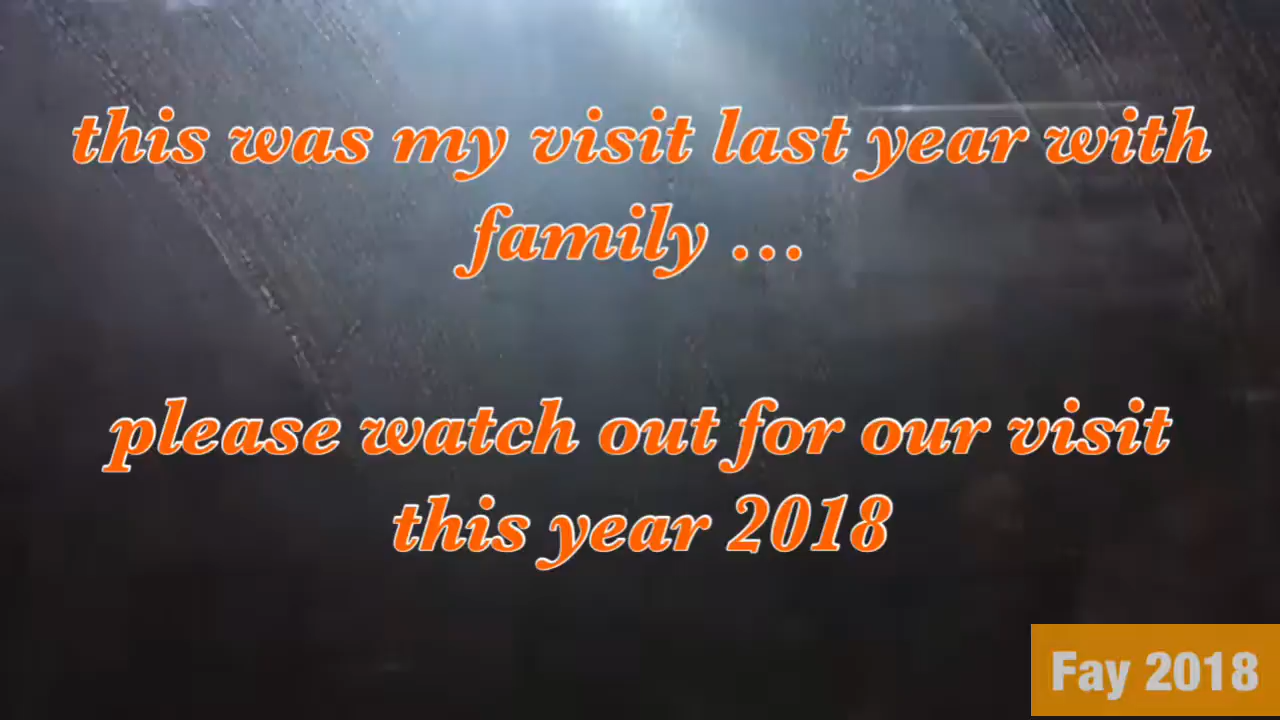 this was my visit last year with
family ...
please watch out for our visit
this year 2018
Fay 2018